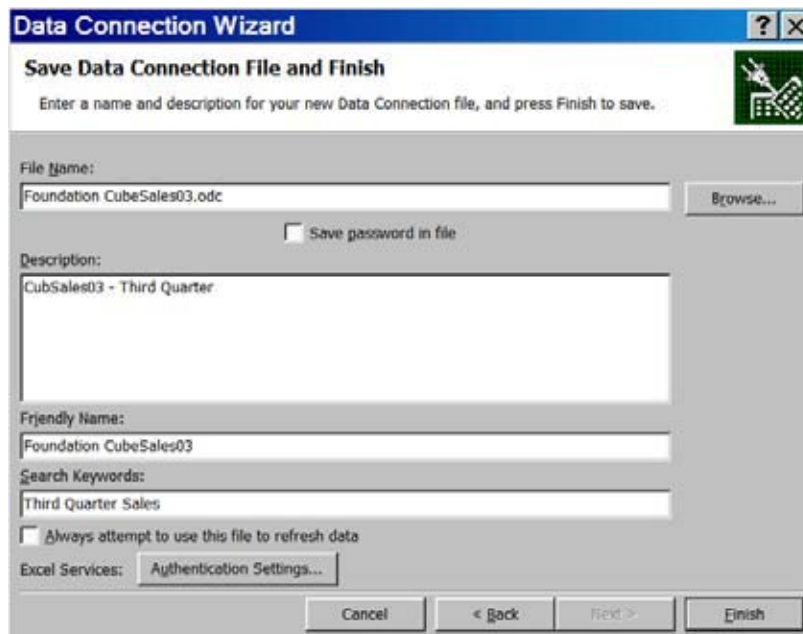 Data Connection Wizard
Save Data Connection File and Finish
Enter a name and description for your new Data Connection file, and press Finish to save.
File Name:
Foundation CubeSales03.odc
Browse...
Save password in file
Description:
CubSales03 - Third Quarter
Friendly Name:
Foundation CubeSales03
Search Keywords:
Third Quarter Sales
Always attempt to use this file to refresh data
Excel Services: Authentication Settings...
Cancel < Back Next > Finish